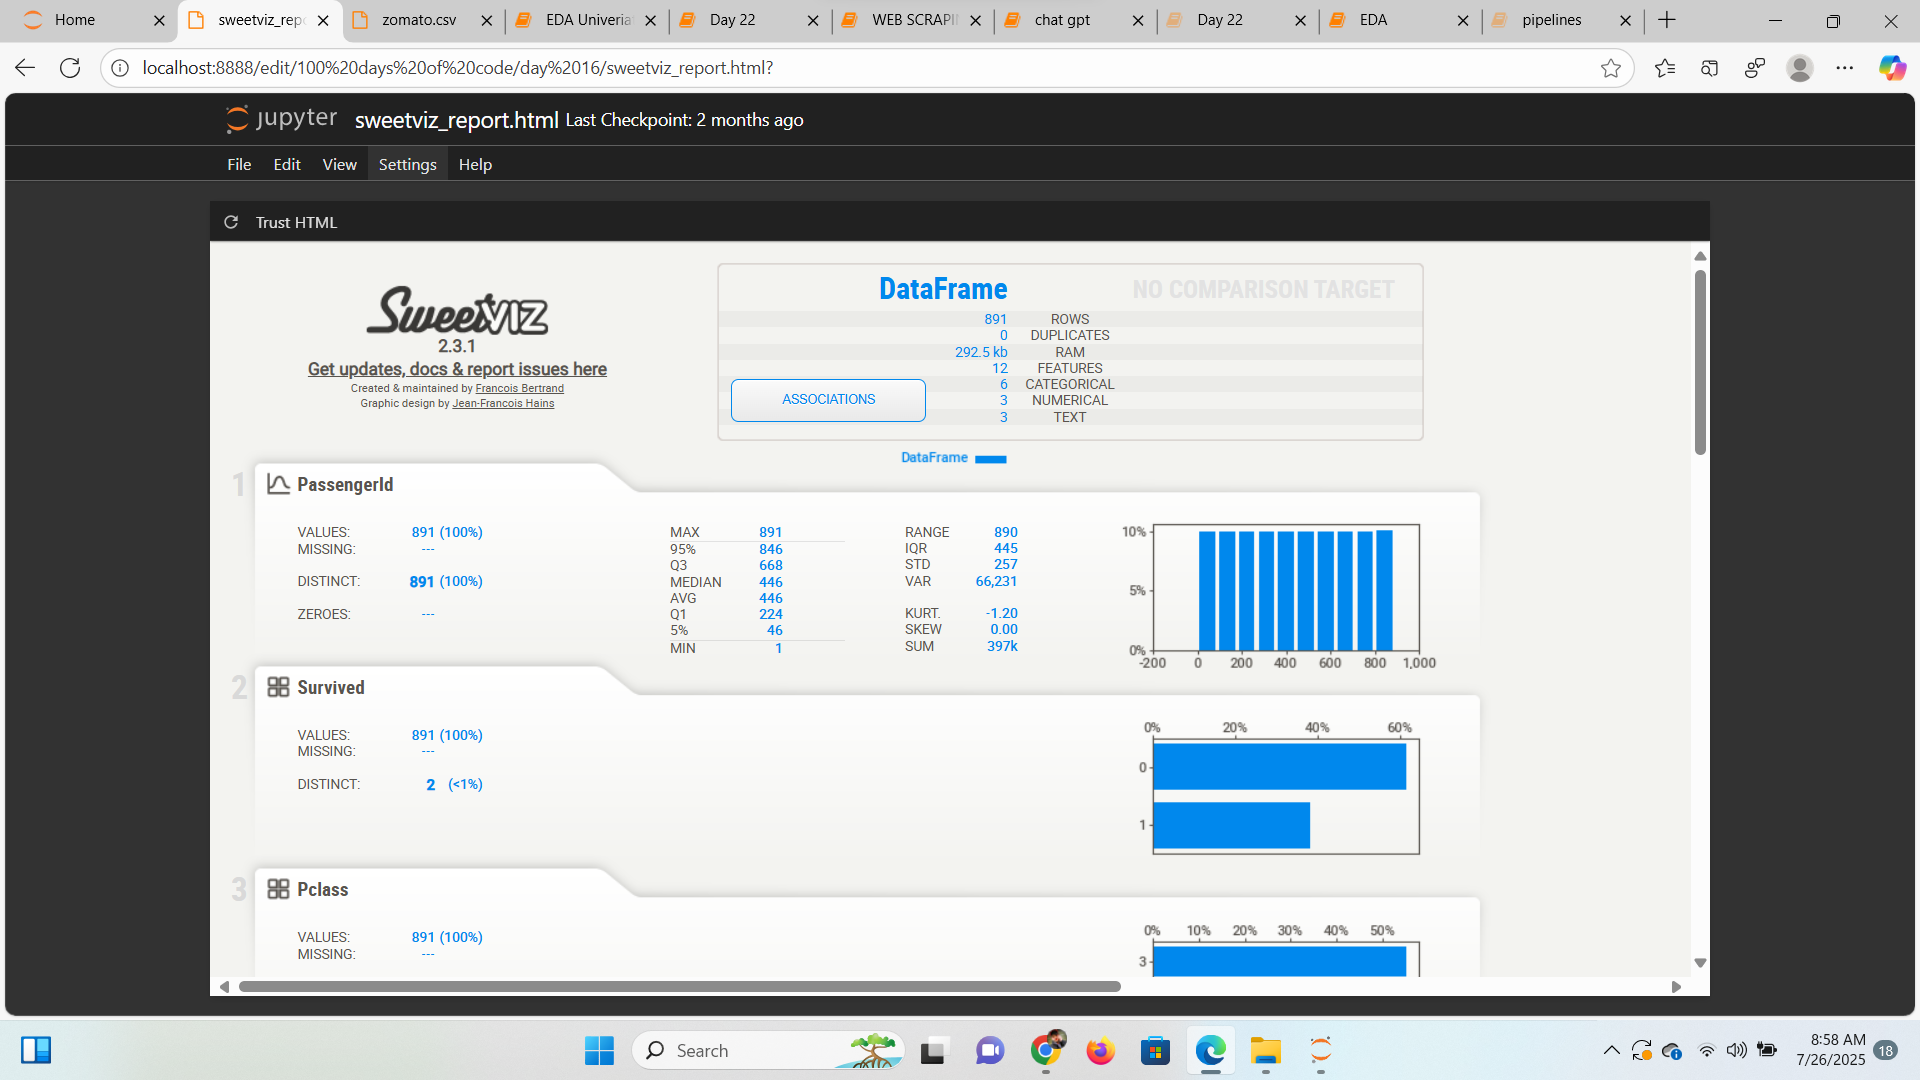 Home
sweetviz_rep
zomato.csv
EDA Univeria
Day 22
WEB SCRAPI
chat gpt
Day 22
EDA
pipelines
localhost:8888/edit/100%20days%20of%20code/day%2016/sweetviz_report.html?
jupyter sweetviz_report.html Last Checkpoint: 2 months ago
File Edit View Settings Help
Trust HTML
SweetVIZ
2.3.1
Get updates, docs & report issues here
Created & maintained by Francois Bertrand
Graphic design by Jean-Francois Hains
DataFrame NO COMPARISON TARGET
891 ROWS
0 DUPLICATES
292.5 kb RAM
12 FEATURES
6 CATEGORICAL
ASSOCIATIONS
3 NUMERICAL
3 TEXT
DataFrame
1 PassengerId
VALUES: 891 (100%)
MISSING: ---
DISTINCT: 891 (100%)
ZEROES: ---
MAX 891
95% 846
Q3 668
MEDIAN 446
AVG 446
Q1 224
5% 46
MIN 1
RANGE 890
IQR 445
STD 257
VAR 66,231
KURT. -1.20
SKEW 0.00
SUM 397k
10%
5%
0%
-200 0 200 400 600 800 1,000
2 Survived
VALUES: 891 (100%)
MISSING: ---
DISTINCT: 2 (<1%)
0% 20% 40% 60%
0
1
3 Pclass
VALUES: 891 (100%)
MISSING: ---
0% 10% 20% 30% 40% 50%
3
Search
8:58 AM
7/26/2025
18